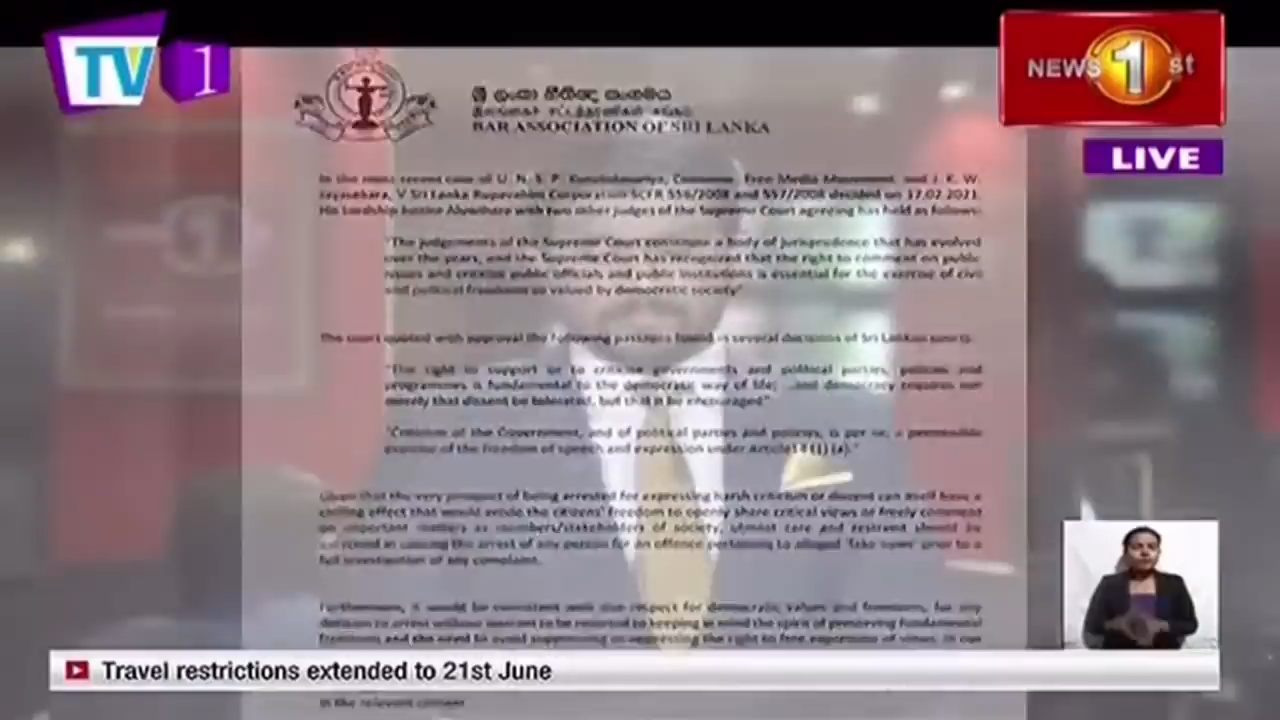 TV 1
NEWS 1st
LIVE
ශ්‍රී ලංකා නීතිඥ සංගමය
இலங்கைச் சட்டத்தரணிகள் சங்கம்
BAR ASSOCIATION OF SRI LANKA
In the most recent case of U. N. S. P. Convenor, Free Media Movement, and J. K. W.
Jayasekara, V Sri Lanka Rupavahini Corporation SCFR 556/2008 and 557/2008 decided on 17.02.2021,
His Lordship Justice Aluwihare with two other judges of the Supreme Court agreeing has held as follows:
"The judgements of the Supreme Court constitute a body of jurisprudence that has evolved
over the years, and the Supreme Court has recognized that the right to comment on public
issues and criticize public officials and public institutions is essential for the exercise of civil
and political freedoms so valued by democratic society"
The court quoted with approval the following passages found in several decisions of Sri Lankan courts:
"The right to support or to criticize governments and political parties, policies and
programmes is fundamental to the democratic way of life; ...and democracy requires not
merely that dissent be tolerated, but that it be encouraged"
"Criticism of the Government, and of political parties and policies, is per se, a permissible
exercise of the freedom of speech and expression under Article14 (1) (a)."
Given that the very prospect of being arrested for expressing harsh criticism or dissent can itself have a
chilling effect that would erode the citizens' freedom to openly share critical views or freely comment
on important matters as members/stakeholders of society, utmost care and restraint should be
exercised in causing the arrest of any person for an offence pertaining to alleged 'fake news' prior to a
full investigation of any complaint.
Furthermore, it would be consistent with due respect for democratic values and freedoms, for any
decision to arrest without warrant to be resorted to keeping in mind the spirit of preserving fundamental
freedoms and the need to avoid suppressing or oppressing the right to free expression of views. In our
Travel restrictions extended to 21st June
in the relevant context